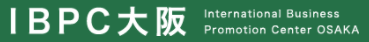 IBPC大阪
International Business
Promotion Center OSAKA